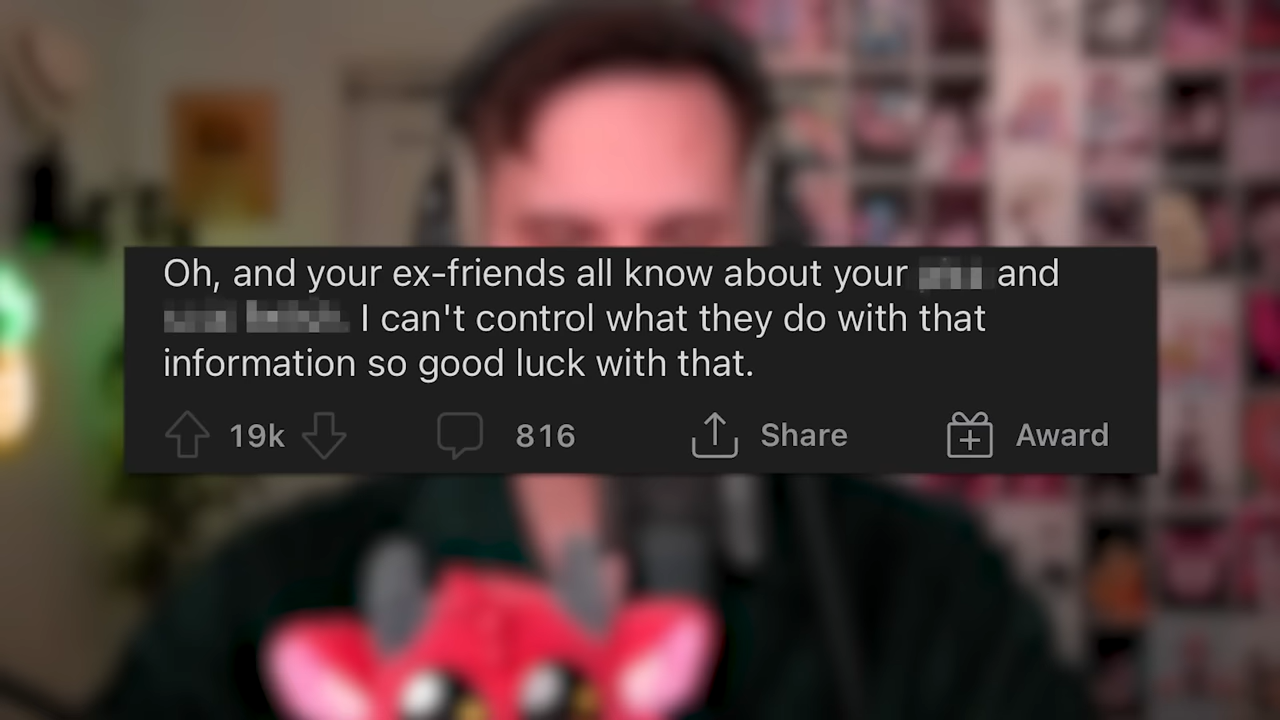 Oh, and your ex-friends all know about your and
I can't control what they do with that
information so good luck with that.
19k 816 Share Award